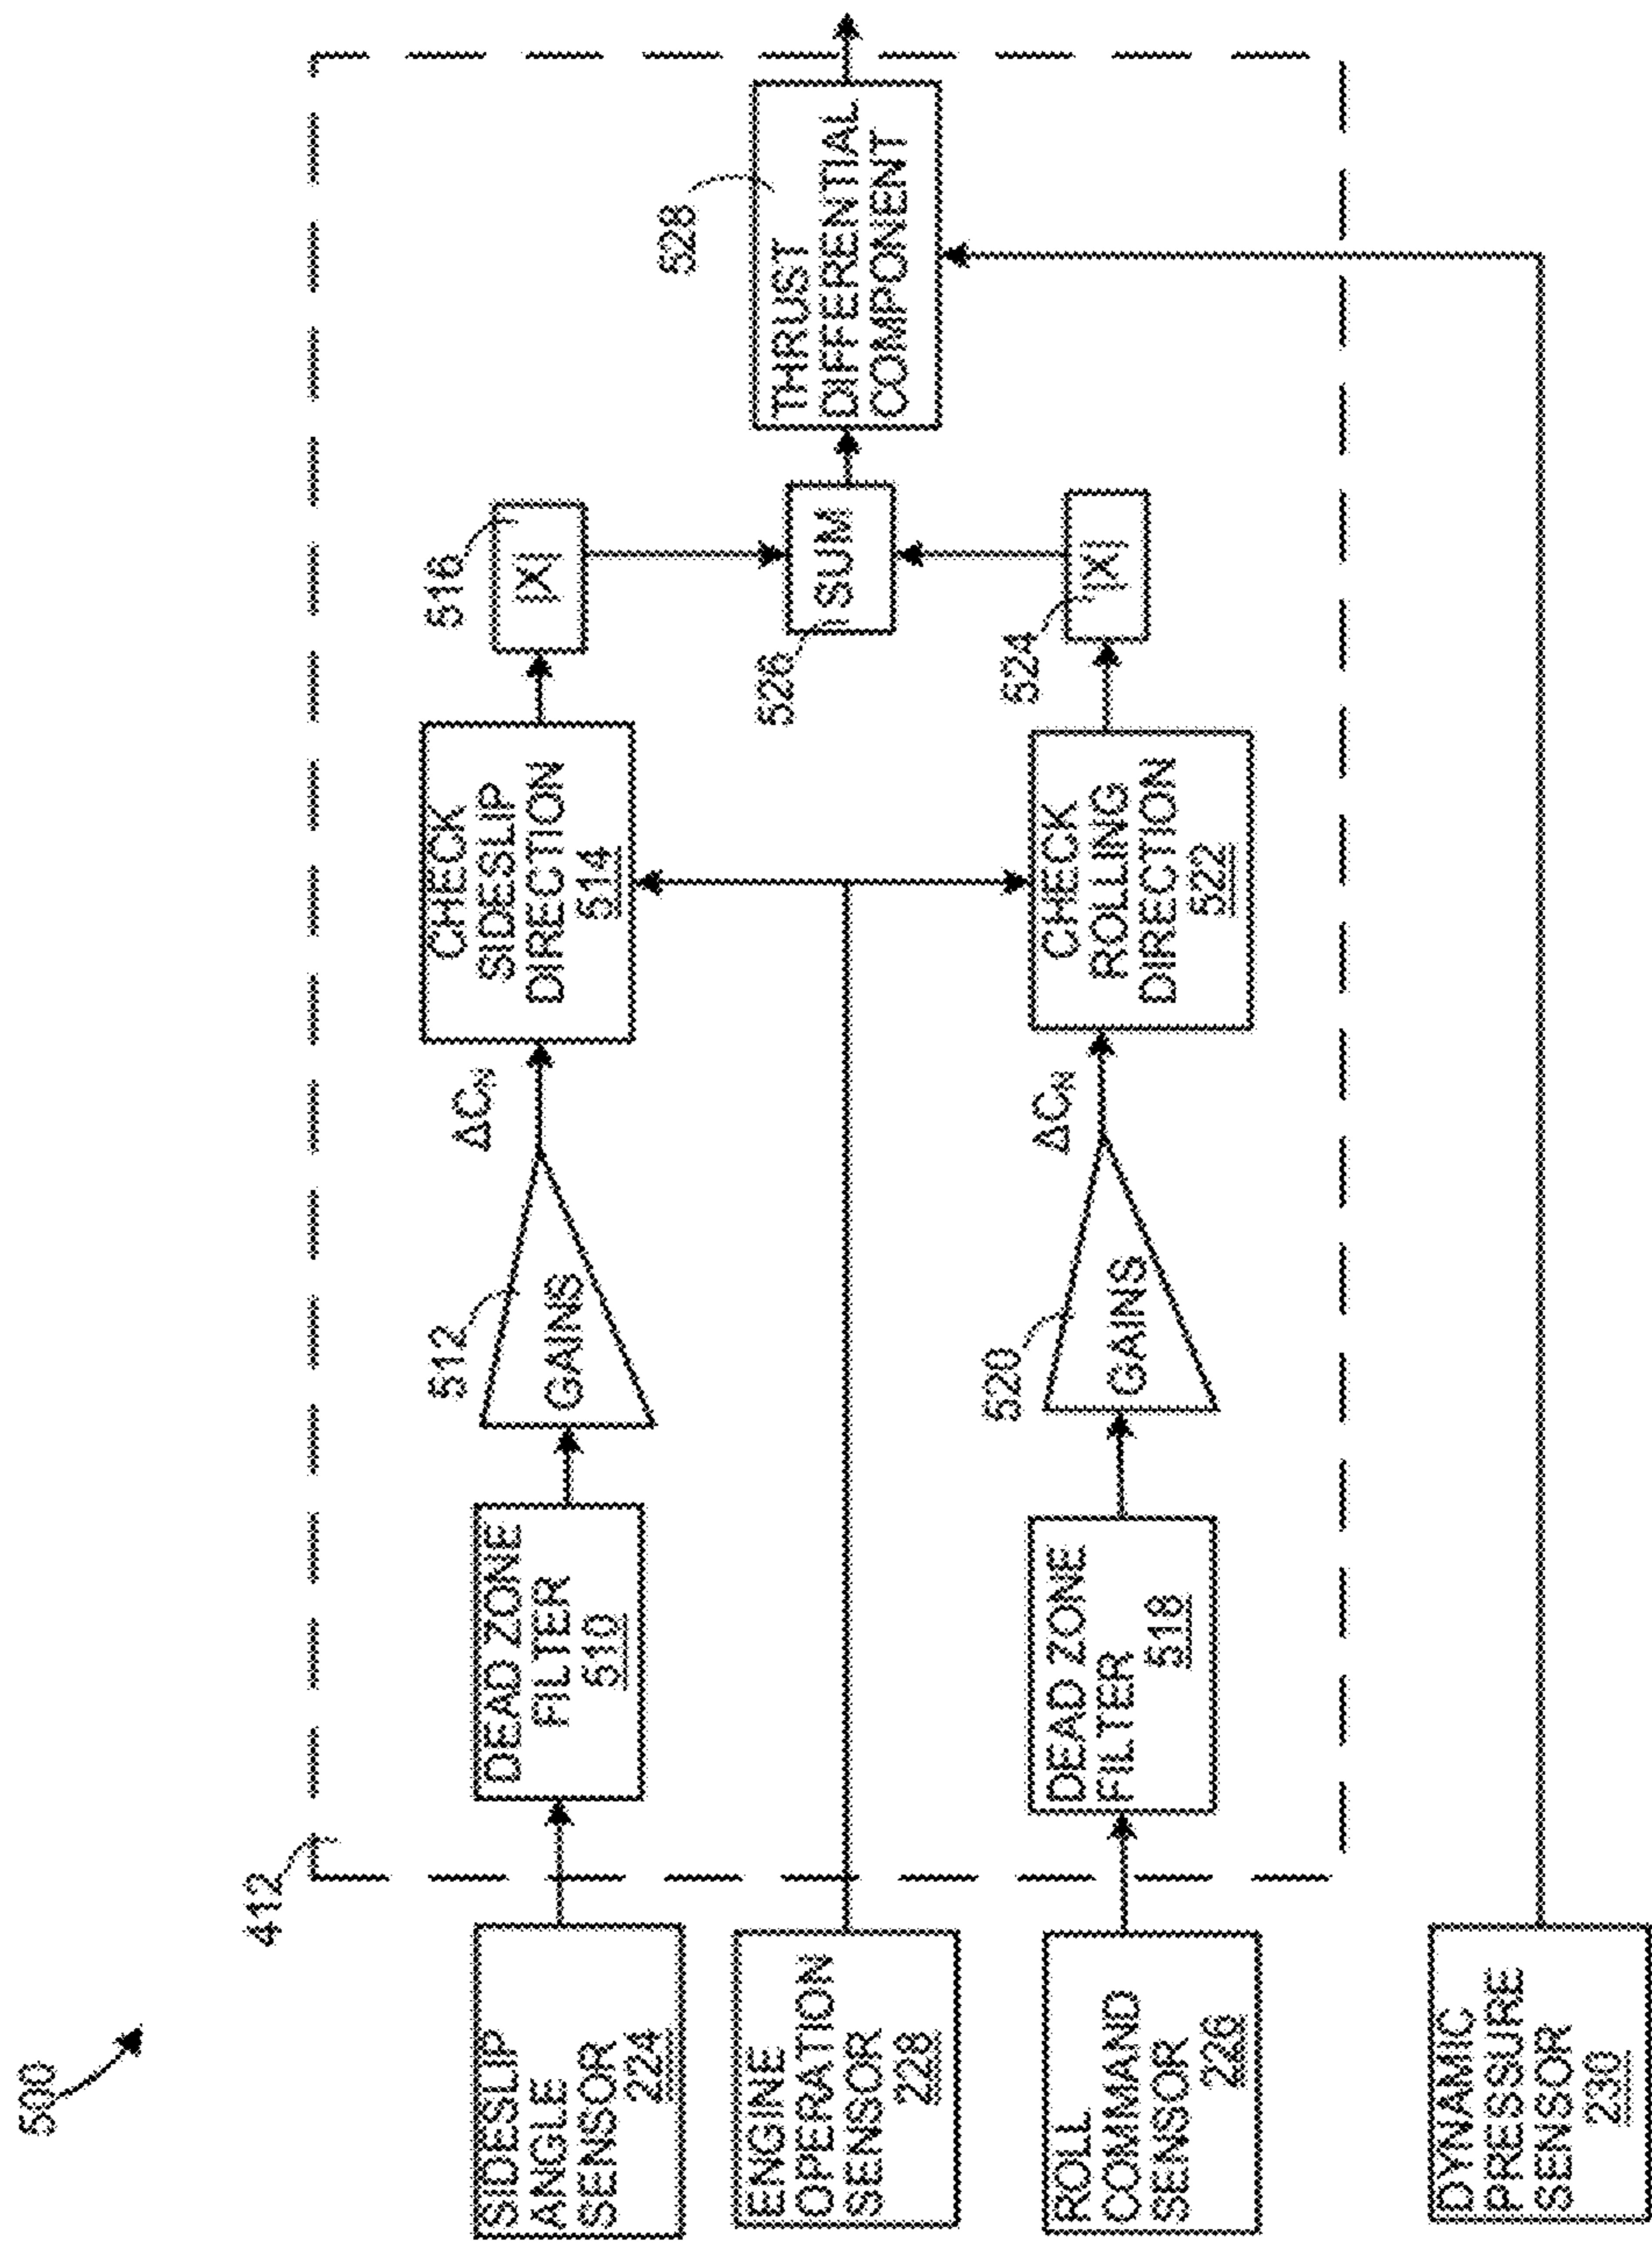 500
412
SIDESLIP
ANGLE
SENSOR
224
DEAD ZONE
FILTER
510
512
GAINS
ΔCN
CHECK
SIDESLIP
DIRECTION
514
516
|X|
ENGINE
OPERATION
SENSOR
228
526
SUM
528
THRUST
DIFFERENTIAL
COMPONENT
ROLL
COMMAND
SENSOR
226
DEAD ZONE
FILTER
518
520
GAINS
ΔCN
CHECK
ROLLING
DIRECTION
522
524
|X|
DYNAMIC
PRESSURE
SENSOR
230